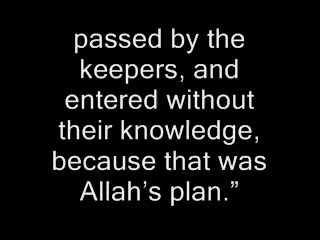 passed by the
keepers, and
entered without
their knowledge,
because that was
Allah’s plan.”